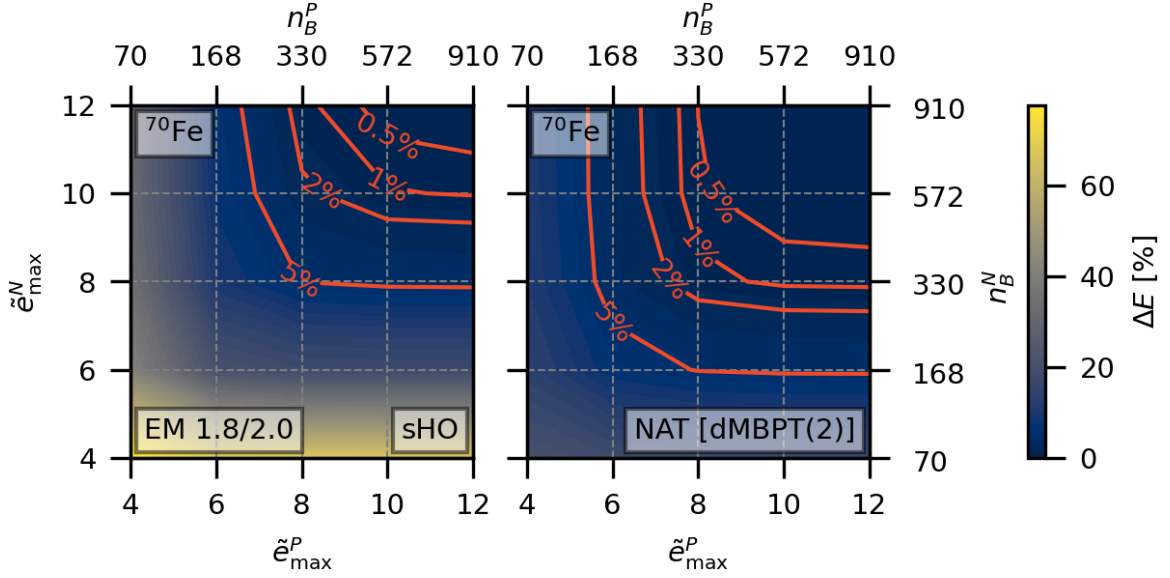 n_B^P n_B^P
70 168 330 572 910 70 168 330 572 910
12 ⁷⁰Fe 0.5% ⁷⁰Fe 910
10 2% 1% 0.5% 572 60
8 5% 1% 330 40
ẽ_max^N 2% n_B^N ΔE [%]
6 5% 168 20
EM 1.8/2.0 sHO NAT [dMBPT(2)]
4 70 0
4 6 8 10 12 4 6 8 10 12
ẽ_max^P ẽ_max^P